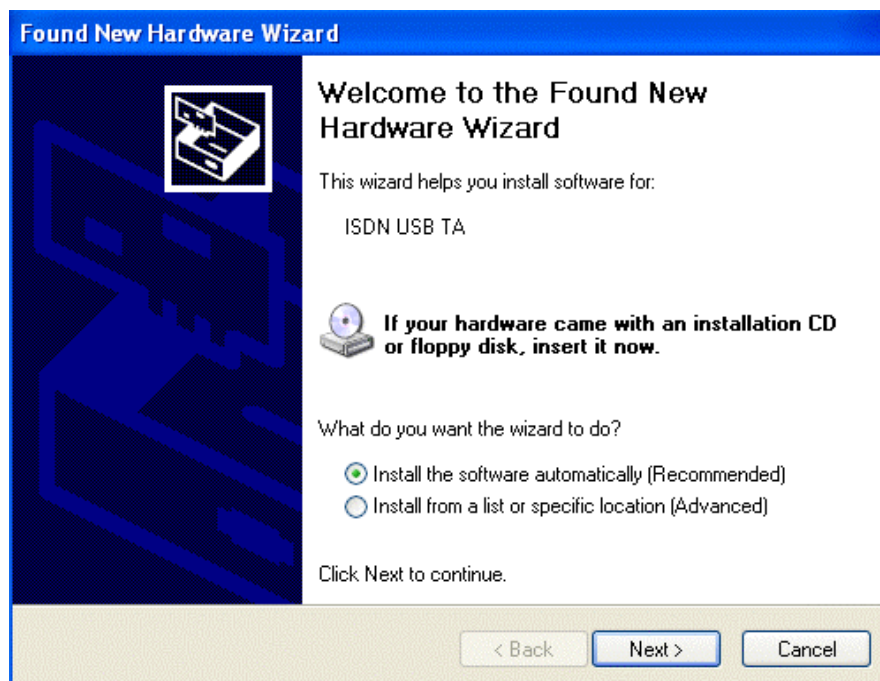 Found New Hardware Wizard
Welcome to the Found New
Hardware Wizard
This wizard helps you install software for:
ISDN USB TA
If your hardware came with an installation CD
or floppy disk, insert it now.
What do you want the wizard to do?
Install the software automatically (Recommended)
Install from a list or specific location (Advanced)
Click Next to continue.
< Back Next > Cancel